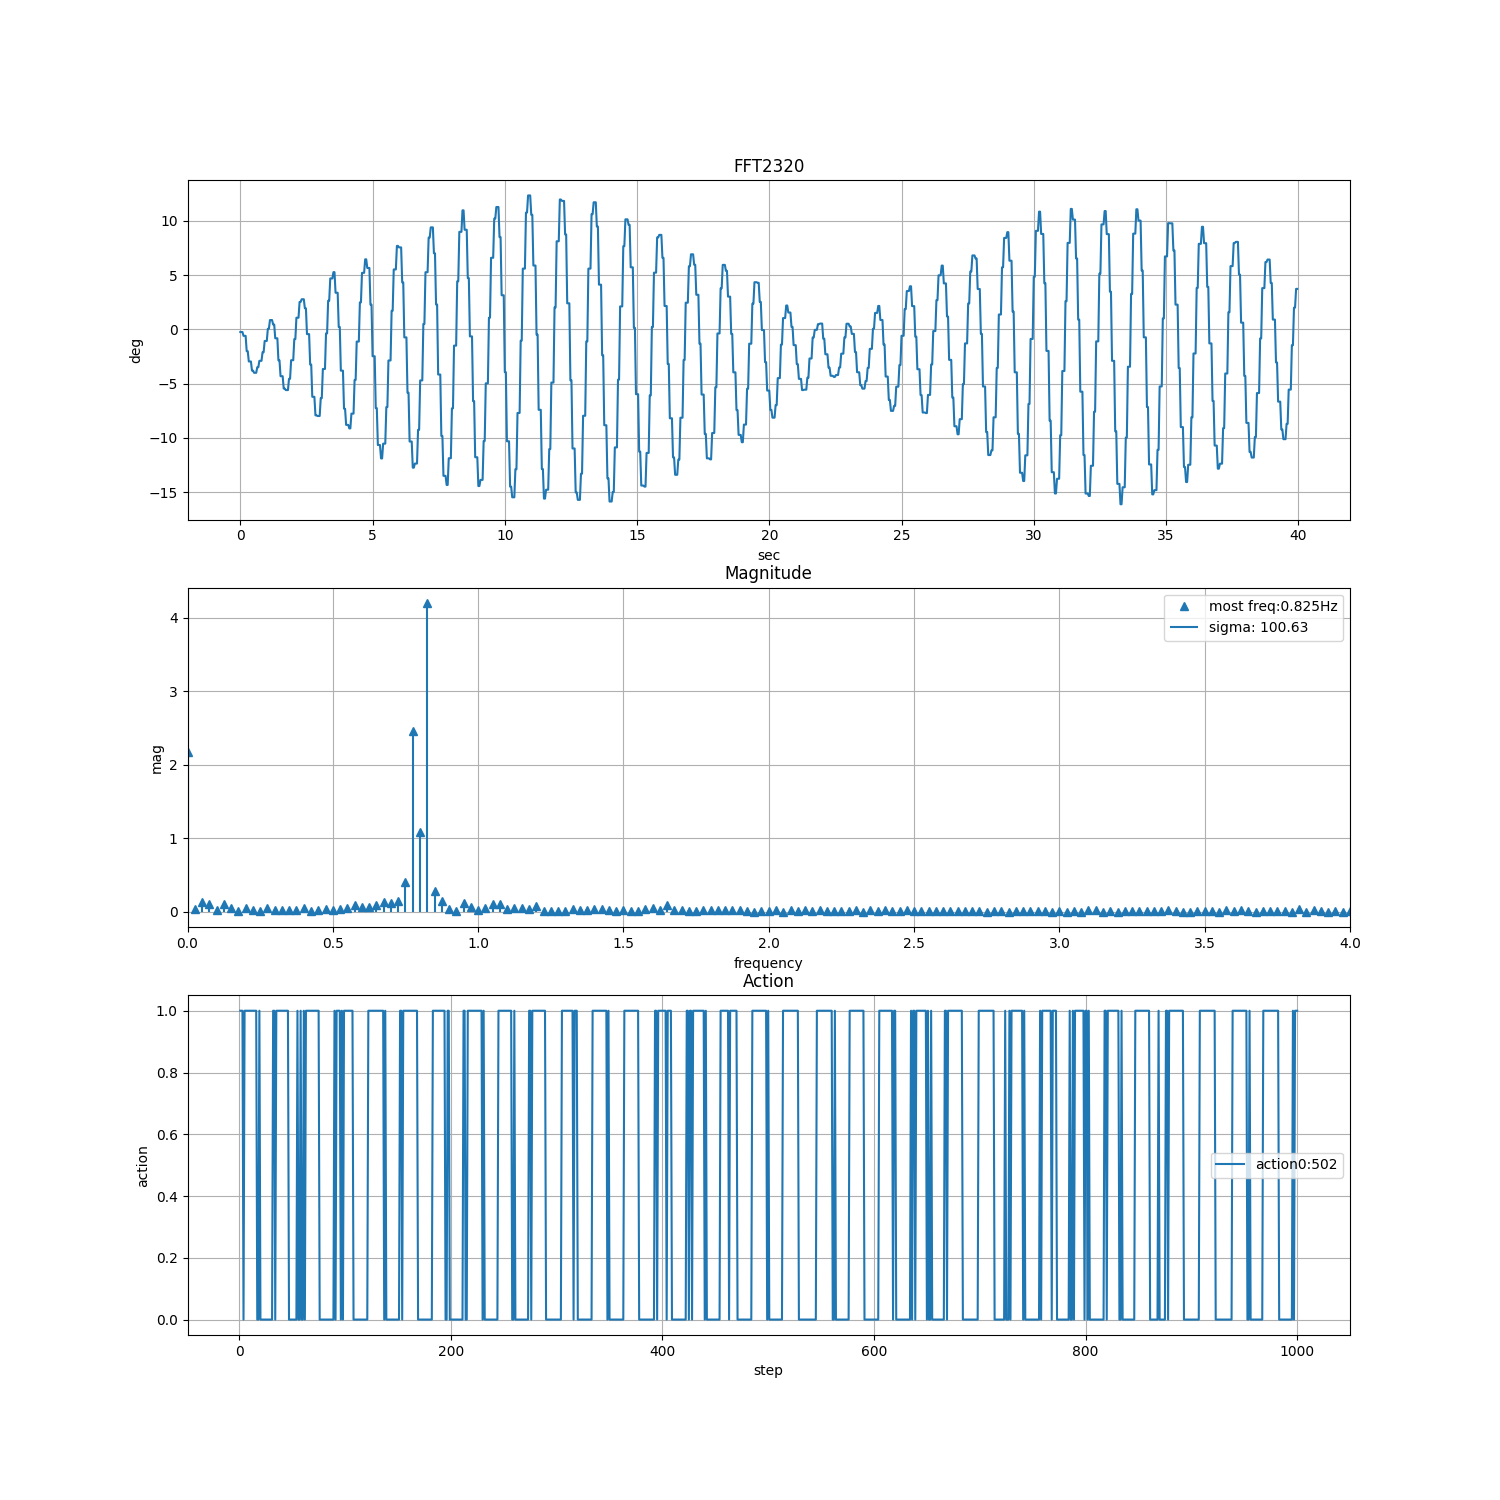 FFT2320
10
5
0
−5
−10
−15
deg
0 5 10 15 20 25 30 35 40
sec
Magnitude
most freq:0.825Hz
sigma: 100.63
4
3
2
1
0
mag
0.0 0.5 1.0 1.5 2.0 2.5 3.0 3.5 4.0
frequency
Action
1.0
0.8
0.6
0.4
0.2
0.0
action
action0:502
0 200 400 600 800 1000
step